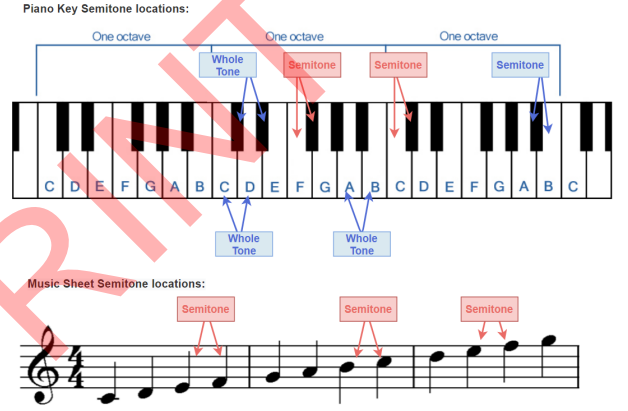 Piano Key Semitone locations:
One octave One octave One octave
Whole
Tone
Semitone
Semitone
Semitone
C D E F G A B C D E F G A B C D E F G A B C
Whole
Tone
Whole
Tone
Music Sheet Semitone locations:
Semitone
Semitone
Semitone
4
4
RINT